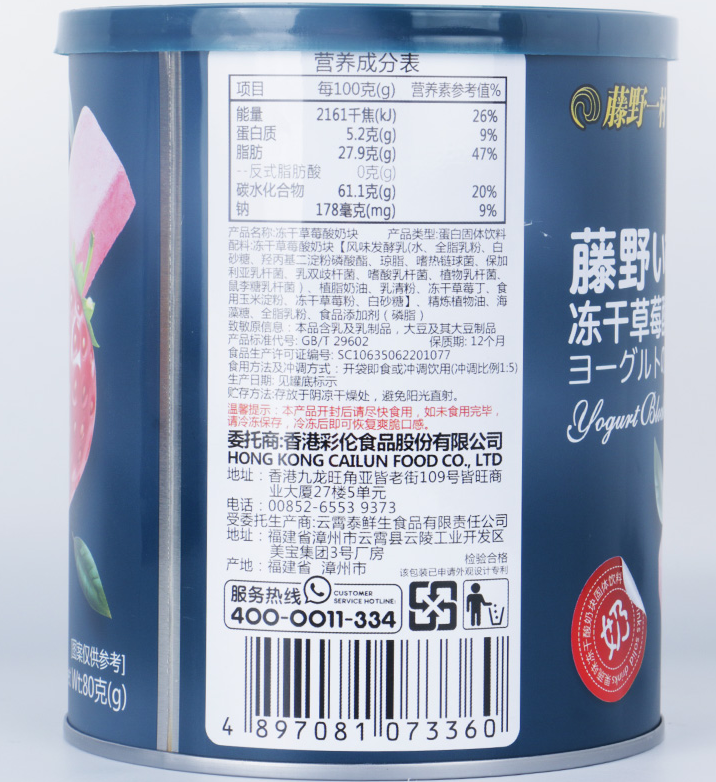 营养成分表
项目 每100克(g) 营养素参考值%
能量 2161千焦(kJ) 26%
蛋白质 5.2克(g) 9%
脂肪 27.9克(g) 47%
--反式脂肪酸 0克(g)
碳水化合物 61.1克(g) 20%
钠 178毫克(mg) 9%
产品名称:冻干草莓酸奶块 产品类型:蛋白固体饮料
配料:冻干草莓酸奶块【风味发酵乳(水、全脂乳粉、白
砂糖、羟丙基二淀粉磷酸酯、琼脂、嗜热链球菌、保加
利亚乳杆菌、乳双歧杆菌、嗜酸乳杆菌、植物乳杆菌、
鼠李糖乳杆菌)、植脂奶油、乳清粉、冻干草莓丁、食
用玉米淀粉、冻干草莓粉、白砂糖】、精炼植物油、海
藻糖、全脂乳粉、食品添加剂(磷脂)
致敏原信息:本品含乳及乳制品,大豆及其大豆制品
产品标准代号: GB/T 29602 保质期: 12个月
食品生产许可证编号: SC10635062201077
食用方法及冲调方式:开袋即食或冲调饮用(冲调比例1:5)
生产日期: 见罐底标示
贮存方法:存放于阴凉干燥处,避免阳光直射。
温馨提示:本产品开封后请尽快食用,如未食用完毕,
请冷冻保存,冷冻后即可恢复爽脆口感。
委托商:香港彩伦食品股份有限公司
HONG KONG CAILUN FOOD CO., LTD
地址:香港九龙旺角亚皆老街109号皆旺商
业大厦27楼5单元
电话:00852-6553 9373
受委托生产商:云霄泰鲜生食品有限责任公司
地址:福建省漳州市云霄县云陵工业开发区
美宝集团3号厂房
产地:福建省 漳州市
检验合格
该包装已申请外观设计专利
服务热线 CUSTOMER SERVICE HOTLINE:
400-0011-334
4 897081 073360
[图案仅供参考]
Wt:80克(g)
藤野一村
藤野い
冻干草莓
ヨーグルト
Yogurt Blo
奶